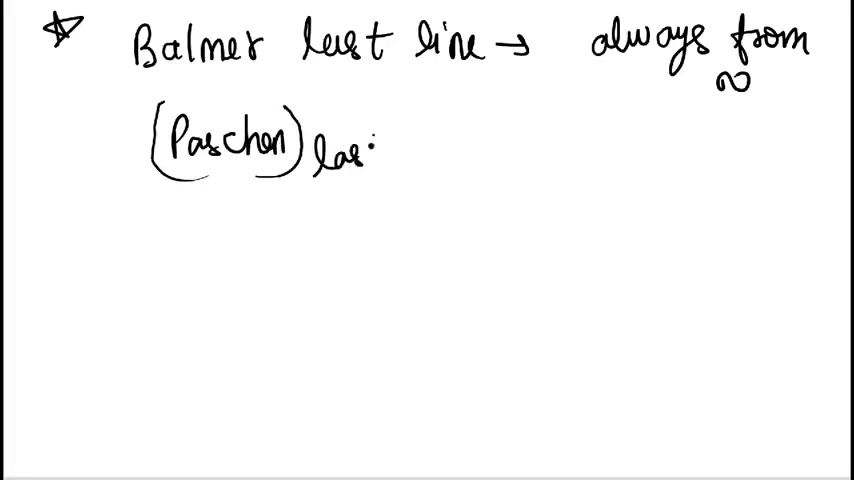 ☆ Balmer last line → always from
∞
(Paschen) las